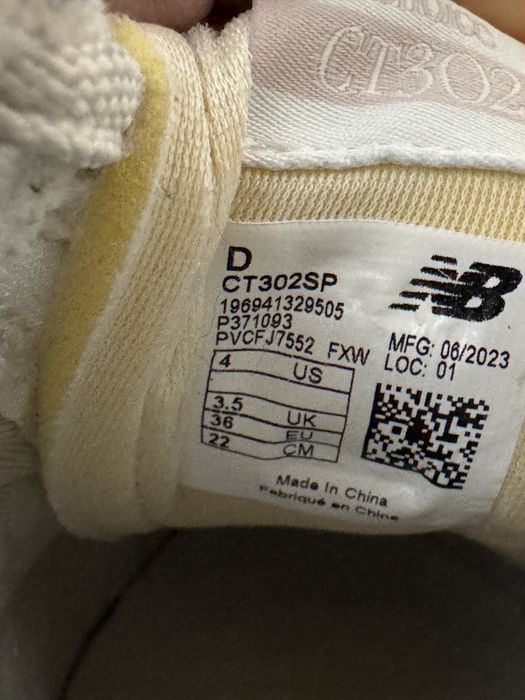 CT302
D
CT302SP
196941329505
P371093
PVCFJ7552 FXW
NB
MFG: 06/2023
LOC: 01
4 US
3.5 UK
36 EU
22 CM
Made In China
Fabriqué en Chine